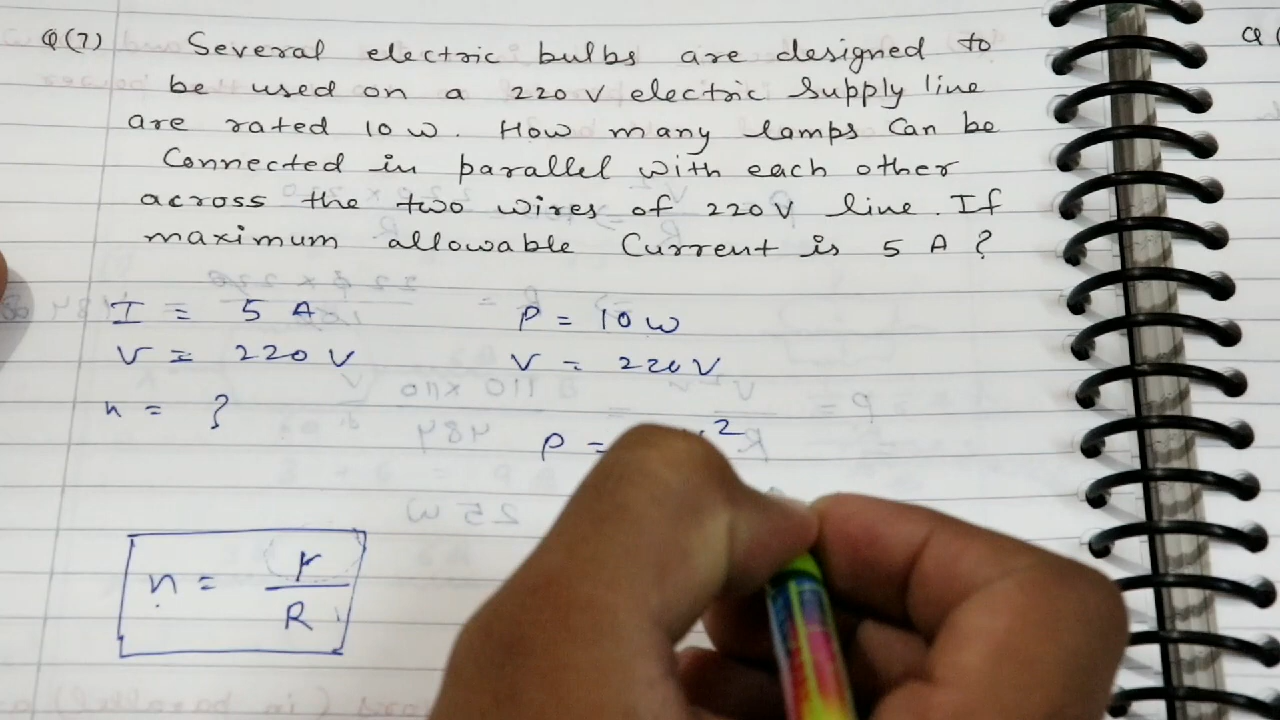 Q(7) Several electric bulbs are designed to
be used on a 220 V electric supply line
are rated 10 W. How many lamps can be
connected in parallel with each other
across the two wires of 220 V line. If
maximum allowable current is 5 A ?
I = 5 A
V = 220 V
n = ?
P = 10 W
V = 220 V
P = V²
n = r
R
Q(